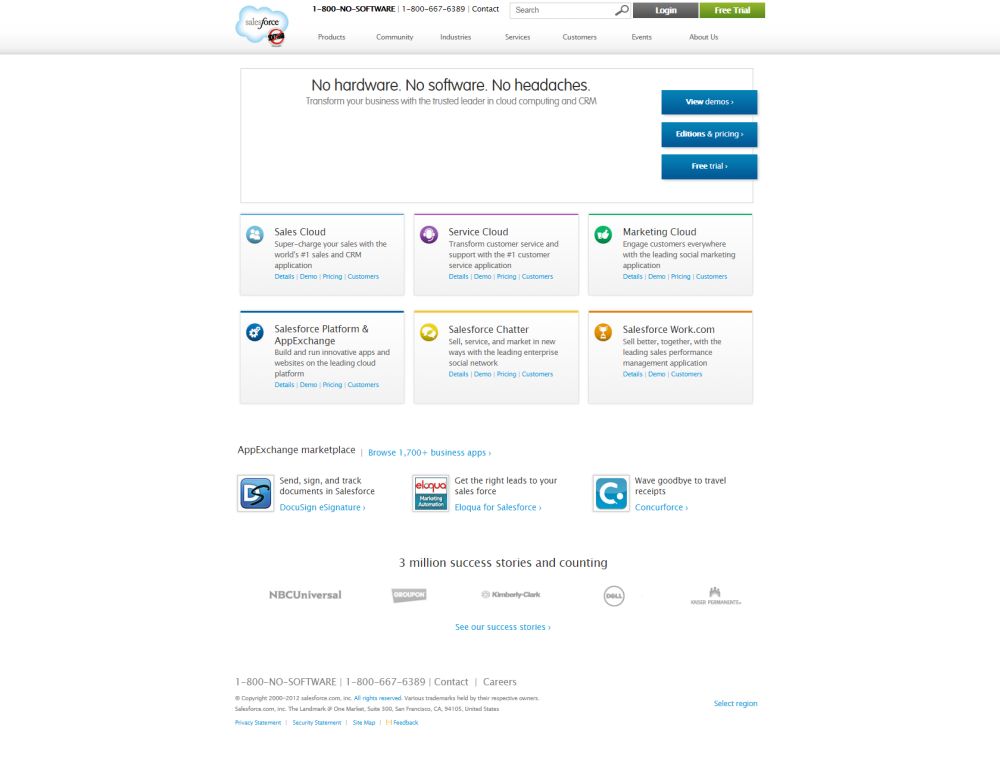 salesforce
1-800-NO-SOFTWARE | 1-800-667-6389 | Contact
Search
Login
Free Trial
Products
Community
Industries
Services
Customers
Events
About Us
No hardware. No software. No headaches.
Transform your business with the trusted leader in cloud computing and CRM
View demos ›
Editions & pricing ›
Free trial ›
Sales Cloud
Super-charge your sales with the
world's #1 sales and CRM
application
Details | Demo | Pricing | Customers
Service Cloud
Transform customer service and
support with the #1 customer
service application
Details | Demo | Pricing | Customers
Marketing Cloud
Engage customers everywhere
with the leading social marketing
application
Details | Demo | Pricing | Customers
Salesforce Platform &
AppExchange
Build and run innovative apps and
websites on the leading cloud
platform
Details | Demo | Pricing | Customers
Salesforce Chatter
Sell, service, and market in new
ways with the leading enterprise
social network
Details | Demo | Pricing | Customers
Salesforce Work.com
Sell better, together, with the
leading sales performance
management application
Details | Demo | Customers
AppExchange marketplace | Browse 1,700+ business apps ›
DS
Send, sign, and track
documents in Salesforce
DocuSign eSignature ›
eloqua
Marketing
Automation
Get the right leads to your
sales force
Eloqua for Salesforce ›
C.
Wave goodbye to travel
receipts
Concurforce ›
3 million success stories and counting
NBCUniversal
GROUPON
Kimberly-Clark
DELL
KAISER PERMANENTE®
See our success stories ›
1-800-NO-SOFTWARE | 1-800-667-6389 | Contact | Careers
© Copyright 2000-2012 salesforce.com, inc. All rights reserved. Various trademarks held by their respective owners.
Salesforce.com, inc. The Landmark @ One Market, Suite 300, San Francisco, CA, 94105, United States
Select region
Privacy Statement | Security Statement | Site Map | [+] Feedback